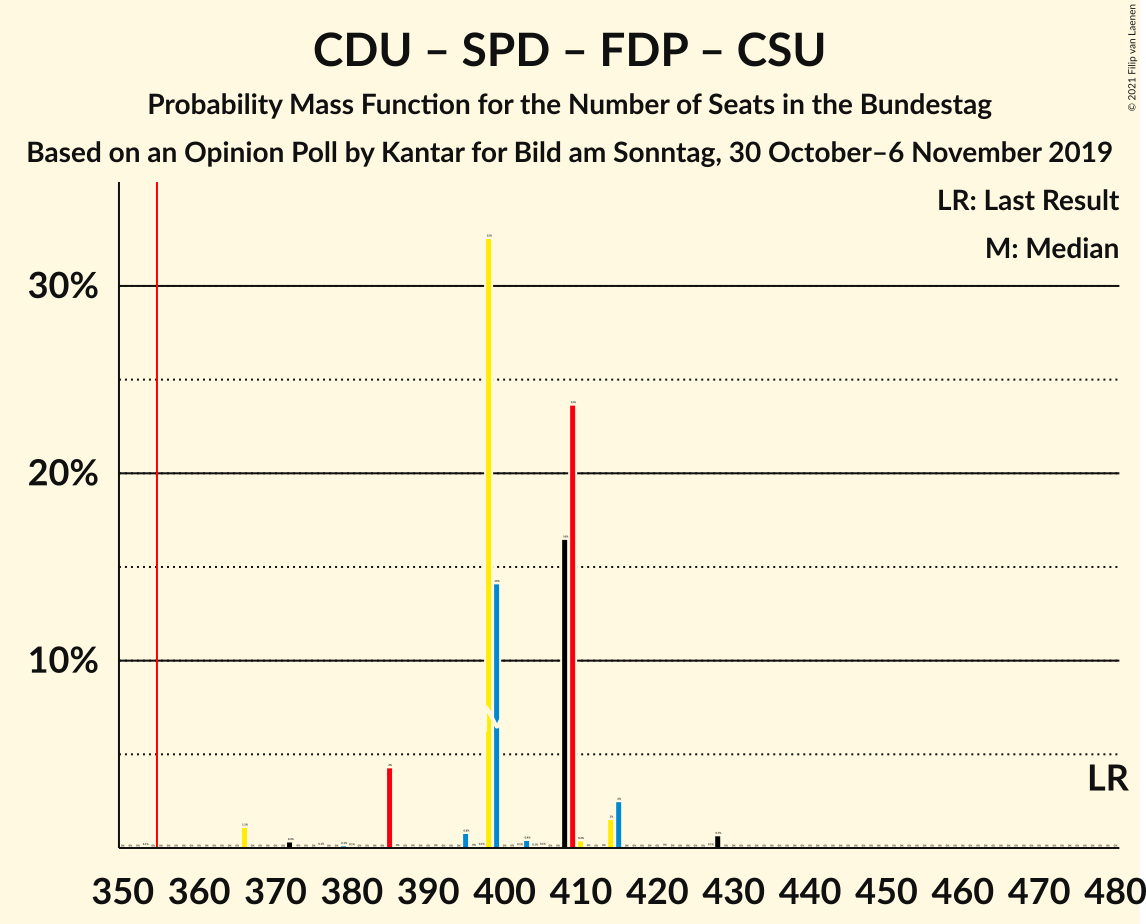 CDU – SPD – FDP – CSU
Probability Mass Function for the Number of Seats in the Bundestag
Based on an Opinion Poll by Kantar for Bild am Sonntag, 30 October–6 November 2019
© 2021 Filip van Laenen
LR: Last Result
M: Median
30%
20%
10%
LR
350 360 370 380 390 400 410 420 430 440 450 460 470 480